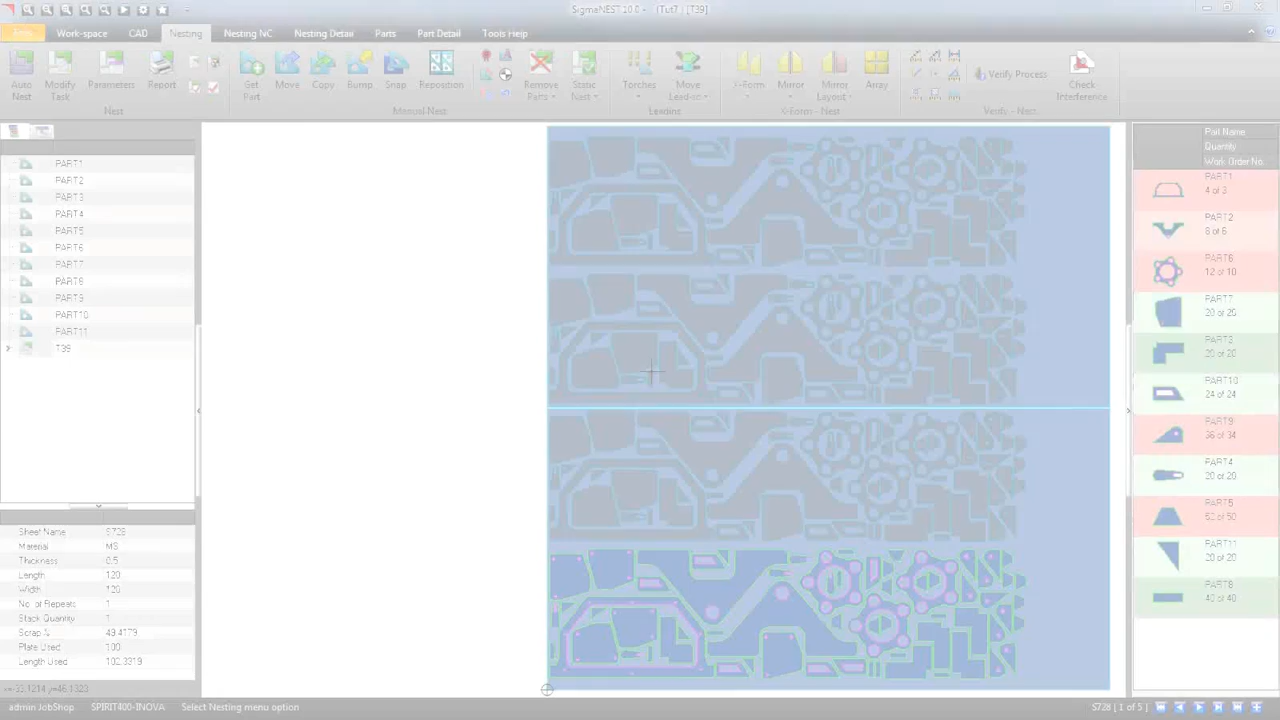 SigmaNEST 10.0 - (Tut7 | [T39]
Files Work-space CAD Nesting Nesting NC Nesting Detail Parts Part Detail Tools Help
Auto Nest
Modify Task
Parameters
Report
Get Part
Move
Copy
Bump
Snap
Reposition
Remove Parts
Static Nest
Torches
Move Lead-in
X-Form
Mirror
Mirror Layout
Array
Verify Process
Check Interference
Nest
Manual Nest
Leadins
X-Form - Nest
Verify - Nest
PART1
PART2
PART3
PART4
PART5
PART6
PART7
PART8
PART9
PART10
PART11
T39
Sheet Name S728
Material MS
Thickness 0.5
Length 120
Width 120
No. of Repeats 1
Stack Quantity 1
Scrap % 49.4179
Plate Used 100
Length Used 102.3319
x=-33.1214 y=46.1323
Part Name
Quantity
Work Order No.
PART1
4 of 3
PART2
8 of 6
PART6
12 of 10
PART7
20 of 20
PART3
20 of 20
PART10
24 of 24
PART9
36 of 34
PART4
20 of 20
PART5
52 of 50
PART11
20 of 20
PART8
40 of 40
admin JobShop SPIRIT400-INOVA Select Nesting menu option S728 [ 1 of 5 ]